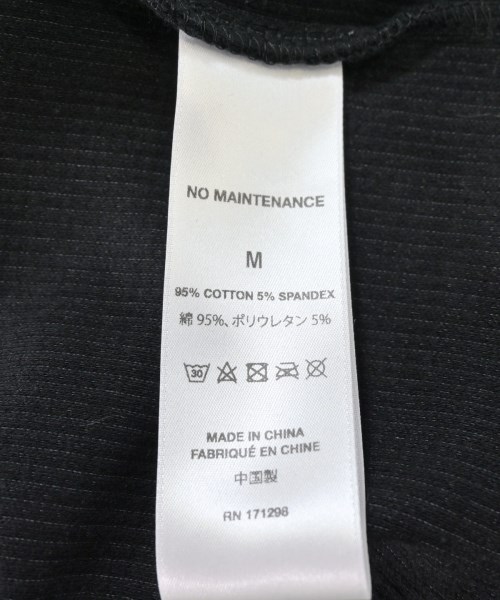 NO MAINTENANCE
M
95% COTTON 5% SPANDEX
綿 95%、ポリウレタン 5%
30
MADE IN CHINA
FABRIQUÉ EN CHINE
中国製
RN 171298